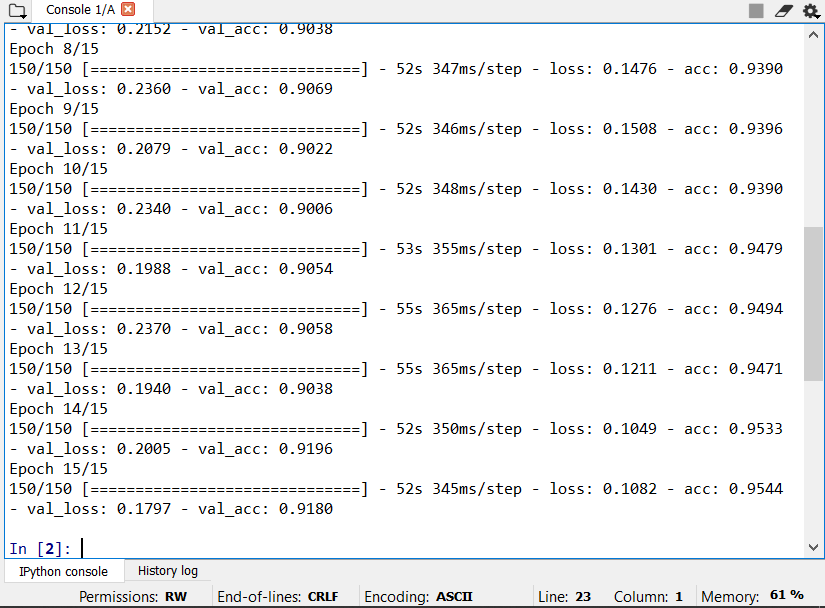 Console 1/A
- val_loss: 0.2152 - val_acc: 0.9038
Epoch 8/15
150/150 [==============================] - 52s 347ms/step - loss: 0.1476 - acc: 0.9390
- val_loss: 0.2360 - val_acc: 0.9069
Epoch 9/15
150/150 [==============================] - 52s 346ms/step - loss: 0.1508 - acc: 0.9396
- val_loss: 0.2079 - val_acc: 0.9022
Epoch 10/15
150/150 [==============================] - 52s 348ms/step - loss: 0.1430 - acc: 0.9390
- val_loss: 0.2340 - val_acc: 0.9006
Epoch 11/15
150/150 [==============================] - 53s 355ms/step - loss: 0.1301 - acc: 0.9479
- val_loss: 0.1988 - val_acc: 0.9054
Epoch 12/15
150/150 [==============================] - 55s 365ms/step - loss: 0.1276 - acc: 0.9494
- val_loss: 0.2370 - val_acc: 0.9058
Epoch 13/15
150/150 [==============================] - 55s 365ms/step - loss: 0.1211 - acc: 0.9471
- val_loss: 0.1940 - val_acc: 0.9038
Epoch 14/15
150/150 [==============================] - 52s 350ms/step - loss: 0.1049 - acc: 0.9533
- val_loss: 0.2005 - val_acc: 0.9196
Epoch 15/15
150/150 [==============================] - 52s 345ms/step - loss: 0.1082 - acc: 0.9544
- val_loss: 0.1797 - val_acc: 0.9180
In [2]:
IPython console History log
Permissions: RW End-of-lines: CRLF Encoding: ASCII Line: 23 Column: 1 Memory: 61 %